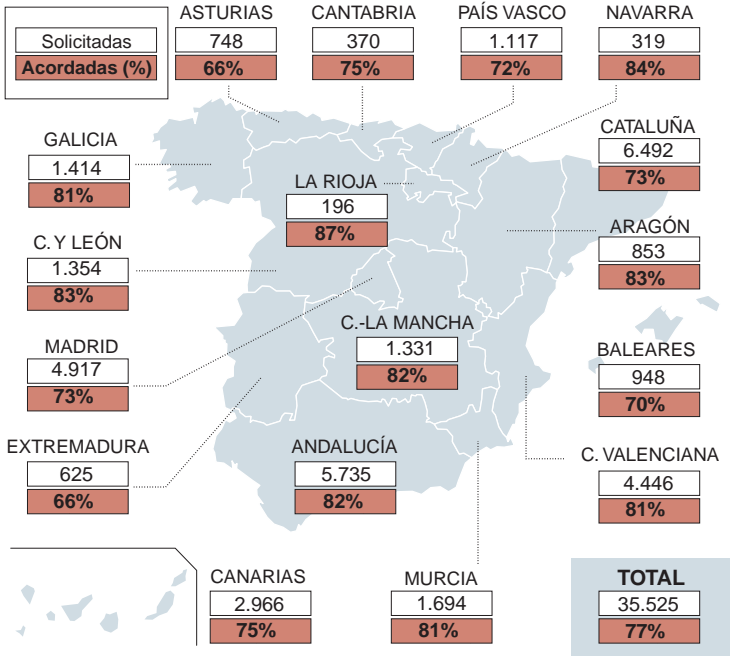 Solicitadas
Acordadas (%)
ASTURIAS
748
66%
CANTABRIA
370
75%
PAÍS VASCO
1.117
72%
NAVARRA
319
84%
GALICIA
1.414
81%
LA RIOJA
196
87%
CATALUÑA
6.492
73%
C. Y LEÓN
1.354
83%
ARAGÓN
853
83%
MADRID
4.917
73%
C.-LA MANCHA
1.331
82%
BALEARES
948
70%
EXTREMADURA
625
66%
ANDALUCÍA
5.735
82%
C. VALENCIANA
4.446
81%
CANARIAS
2.966
75%
MURCIA
1.694
81%
TOTAL
35.525
77%